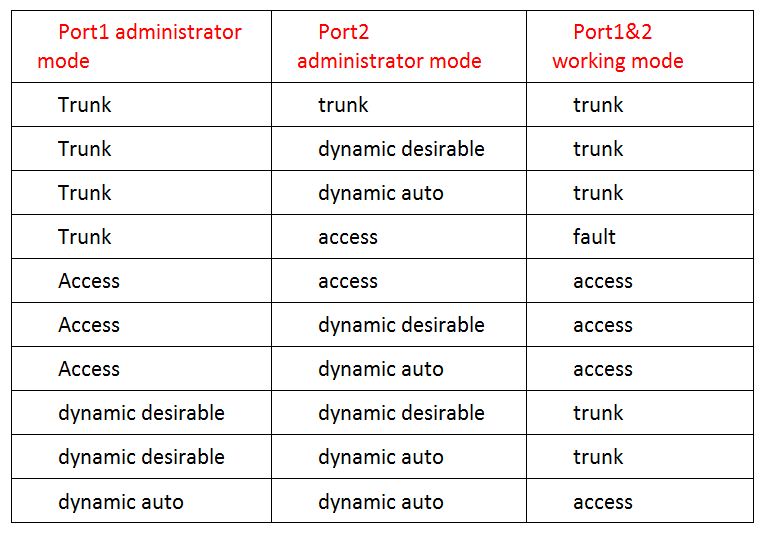 Port1 administrator mode Port2 administrator mode Port1&2 working mode
Trunk trunk trunk
Trunk dynamic desirable trunk
Trunk dynamic auto trunk
Trunk access fault
Access access access
Access dynamic desirable access
Access dynamic auto access
dynamic desirable dynamic desirable trunk
dynamic desirable dynamic auto trunk
dynamic auto dynamic auto access